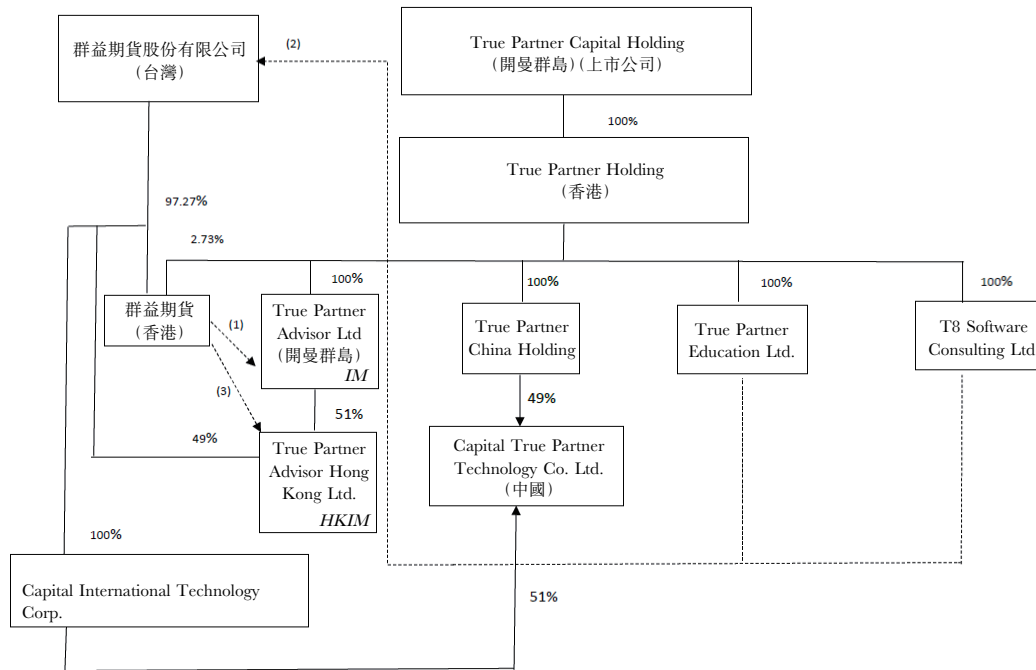 群益期貨股份有限公司
(台灣)
(2)
True Partner Capital Holding
(開曼群島)(上市公司)
100%
True Partner Holding
(香港)
97.27%
2.73%
100%
100%
100%
100%
群益期貨
(香港)
(1)
True Partner
Advisor Ltd
(開曼群島)
IM
True Partner
China Holding
True Partner
Education Ltd.
T8 Software
Consulting Ltd
(3)
51%
49%
49%
True Partner
Advisor Hong
Kong Ltd.
HKIM
Capital True Partner
Technology Co. Ltd.
(中國)
100%
Capital International Technology
Corp.
51%